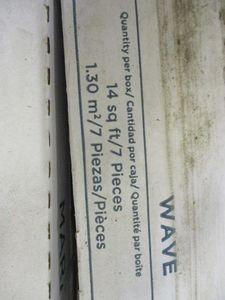 WAVE
Quantity per box/ Cantidad por caja/ Quantité par boîte
14 sq ft/7 Pieces
1.30 m²/7 Piezas/Pièces